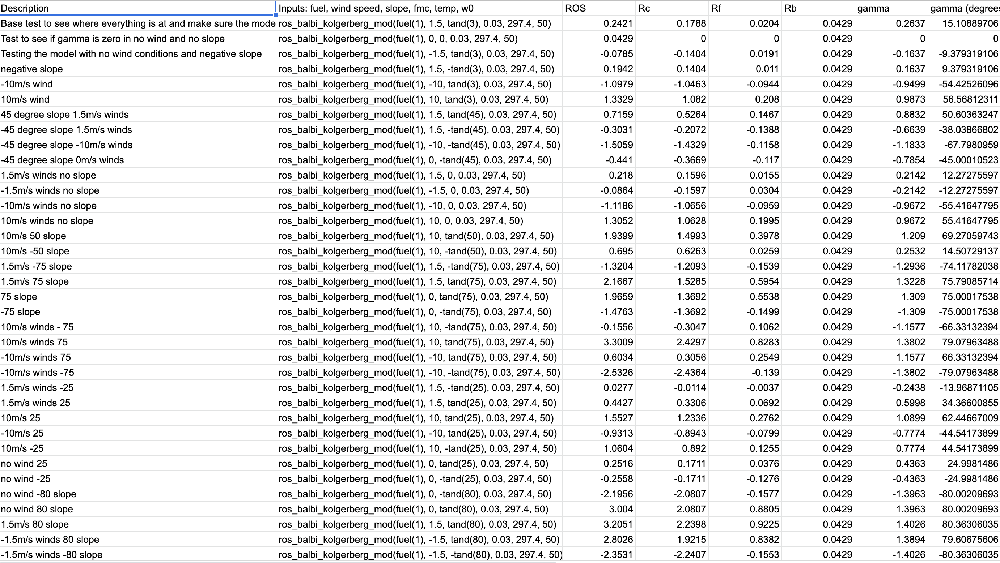 Description Inputs: fuel, wind speed, slope, fmc, temp, w0 ROS Rc Rf Rb gamma gamma (degrees
Base test to see where everything is at and make sure the mode ros_balbi_kolgerberg_mod(fuel(1), 1.5, tand(3), 0.03, 297.4, 50) 0.2421 0.1788 0.0204 0.0429 0.2637 15.10889706
Test to see if gamma is zero in no wind and no slope ros_balbi_kolgerberg_mod(fuel(1), 0, 0, 0.03, 297.4, 50) 0.0429 0 0 0.0429 0 0
Testing the model with no wind conditions and negative slope ros_balbi_kolgerberg_mod(fuel(1), -1.5, tand(3), 0.03, 297.4, 50) -0.0785 -0.1404 0.0191 0.0429 -0.1637 -9.379319106
negative slope ros_balbi_kolgerberg_mod(fuel(1), 1.5, -tand(3), 0.03, 297.4, 50) 0.1942 0.1404 0.011 0.0429 0.1637 9.379319106
-10m/s wind ros_balbi_kolgerberg_mod(fuel(1), -10, tand(3), 0.03, 297.4, 50) -1.0979 -1.0463 -0.0944 0.0429 -0.9499 -54.42526096
10m/s wind ros_balbi_kolgerberg_mod(fuel(1), 10, tand(3), 0.03, 297.4, 50) 1.3329 1.082 0.208 0.0429 0.9873 56.56812311
45 degree slope 1.5m/s winds ros_balbi_kolgerberg_mod(fuel(1), 1.5, tand(45), 0.03, 297.4, 50) 0.7159 0.5264 0.1467 0.0429 0.8832 50.60363247
-45 degree slope 1.5m/s winds ros_balbi_kolgerberg_mod(fuel(1), 1.5, -tand(45), 0.03, 297.4, 50) -0.3031 -0.2072 -0.1388 0.0429 -0.6639 -38.03866802
-45 degree slope -10m/s winds ros_balbi_kolgerberg_mod(fuel(1), -10, -tand(45), 0.03, 297.4, 50) -1.5059 -1.4329 -0.1158 0.0429 -1.1833 -67.7980959
-45 degree slope 0m/s winds ros_balbi_kolgerberg_mod(fuel(1), 0, -tand(45), 0.03, 297.4, 50) -0.441 -0.3669 -0.117 0.0429 -0.7854 -45.00010523
1.5m/s winds no slope ros_balbi_kolgerberg_mod(fuel(1), 1.5, 0, 0.03, 297.4, 50) 0.218 0.1596 0.0155 0.0429 0.2142 12.27275597
-1.5m/s winds no slope ros_balbi_kolgerberg_mod(fuel(1), -1.5, 0, 0.03, 297.4, 50) -0.0864 -0.1597 0.0304 0.0429 -0.2142 -12.27275597
-10m/s winds no slope ros_balbi_kolgerberg_mod(fuel(1), -10, 0, 0.03, 297.4, 50) -1.1186 -1.0656 -0.0959 0.0429 -0.9672 -55.41647795
10m/s winds no slope ros_balbi_kolgerberg_mod(fuel(1), 10, 0, 0.03, 297.4, 50) 1.3052 1.0628 0.1995 0.0429 0.9672 55.41647795
10m/s 50 slope ros_balbi_kolgerberg_mod(fuel(1), 10, tand(50), 0.03, 297.4, 50) 1.9399 1.4993 0.3978 0.0429 1.209 69.27059743
10m/s -50 slope ros_balbi_kolgerberg_mod(fuel(1), 10, -tand(50), 0.03, 297.4, 50) 0.695 0.6263 0.0259 0.0429 0.2532 14.50729137
1.5m/s -75 slope ros_balbi_kolgerberg_mod(fuel(1), 1.5, -tand(75), 0.03, 297.4, 50) -1.3204 -1.2093 -0.1539 0.0429 -1.2936 -74.11782038
1.5m/s 75 slope ros_balbi_kolgerberg_mod(fuel(1), 1.5, tand(75), 0.03, 297.4, 50) 2.1667 1.5285 0.5954 0.0429 1.3228 75.79085714
75 slope ros_balbi_kolgerberg_mod(fuel(1), 0, tand(75), 0.03, 297.4, 50) 1.9659 1.3692 0.5538 0.0429 1.309 75.00017538
-75 slope ros_balbi_kolgerberg_mod(fuel(1), 0, -tand(75), 0.03, 297.4, 50) -1.4763 -1.3692 -0.1499 0.0429 -1.309 -75.00017538
10m/s winds - 75 ros_balbi_kolgerberg_mod(fuel(1), 10, -tand(75), 0.03, 297.4, 50) -0.1556 -0.3047 0.1062 0.0429 -1.1577 -66.33132394
10m/s winds 75 ros_balbi_kolgerberg_mod(fuel(1), 10, tand(75), 0.03, 297.4, 50) 3.3009 2.4297 0.8283 0.0429 1.3802 79.07963488
-10m/s winds 75 ros_balbi_kolgerberg_mod(fuel(1), -10, tand(75), 0.03, 297.4, 50) 0.6034 0.3056 0.2549 0.0429 1.1577 66.33132394
-10m/s winds -75 ros_balbi_kolgerberg_mod(fuel(1), -10, -tand(75), 0.03, 297.4, 50) -2.5326 -2.4364 -0.139 0.0429 -1.3802 -79.07963488
1.5m/s winds -25 ros_balbi_kolgerberg_mod(fuel(1), 1.5, -tand(25), 0.03, 297.4, 50) 0.0277 -0.0114 -0.0037 0.0429 -0.2438 -13.96871105
1.5m/s winds 25 ros_balbi_kolgerberg_mod(fuel(1), 1.5, tand(25), 0.03, 297.4, 50) 0.4427 0.3306 0.0692 0.0429 0.5998 34.36600855
10m/s 25 ros_balbi_kolgerberg_mod(fuel(1), 10, tand(25), 0.03, 297.4, 50) 1.5527 1.2336 0.2762 0.0429 1.0899 62.44667009
-10m/s 25 ros_balbi_kolgerberg_mod(fuel(1), -10, tand(25), 0.03, 297.4, 50) -0.9313 -0.8943 -0.0799 0.0429 -0.7774 -44.54173899
10m/s -25 ros_balbi_kolgerberg_mod(fuel(1), 10, -tand(25), 0.03, 297.4, 50) 1.0604 0.892 0.1255 0.0429 0.7774 44.54173899
no wind 25 ros_balbi_kolgerberg_mod(fuel(1), 0, tand(25), 0.03, 297.4, 50) 0.2516 0.1711 0.0376 0.0429 0.4363 24.9981486
no wind -25 ros_balbi_kolgerberg_mod(fuel(1), 0, -tand(25), 0.03, 297.4, 50) -0.2558 -0.1711 -0.1276 0.0429 -0.4363 -24.9981486
no wind -80 slope ros_balbi_kolgerberg_mod(fuel(1), 0, -tand(80), 0.03, 297.4, 50) -2.1956 -2.0807 -0.1577 0.0429 -1.3963 -80.00209693
no wind 80 slope ros_balbi_kolgerberg_mod(fuel(1), 0, tand(80), 0.03, 297.4, 50) 3.004 2.0807 0.8805 0.0429 1.3963 80.00209693
1.5m/s 80 slope ros_balbi_kolgerberg_mod(fuel(1), 1.5, tand(80), 0.03, 297.4, 50) 3.2051 2.2398 0.9225 0.0429 1.4026 80.36306035
-1.5m/s winds 80 slope ros_balbi_kolgerberg_mod(fuel(1), -1.5, tand(80), 0.03, 297.4, 50) 2.8026 1.9215 0.8382 0.0429 1.3894 79.60675606
-1.5m/s winds -80 slope ros_balbi_kolgerberg_mod(fuel(1), -1.5, -tand(80), 0.03, 297.4, 50) -2.3531 -2.2407 -0.1553 0.0429 -1.4026 -80.36306035